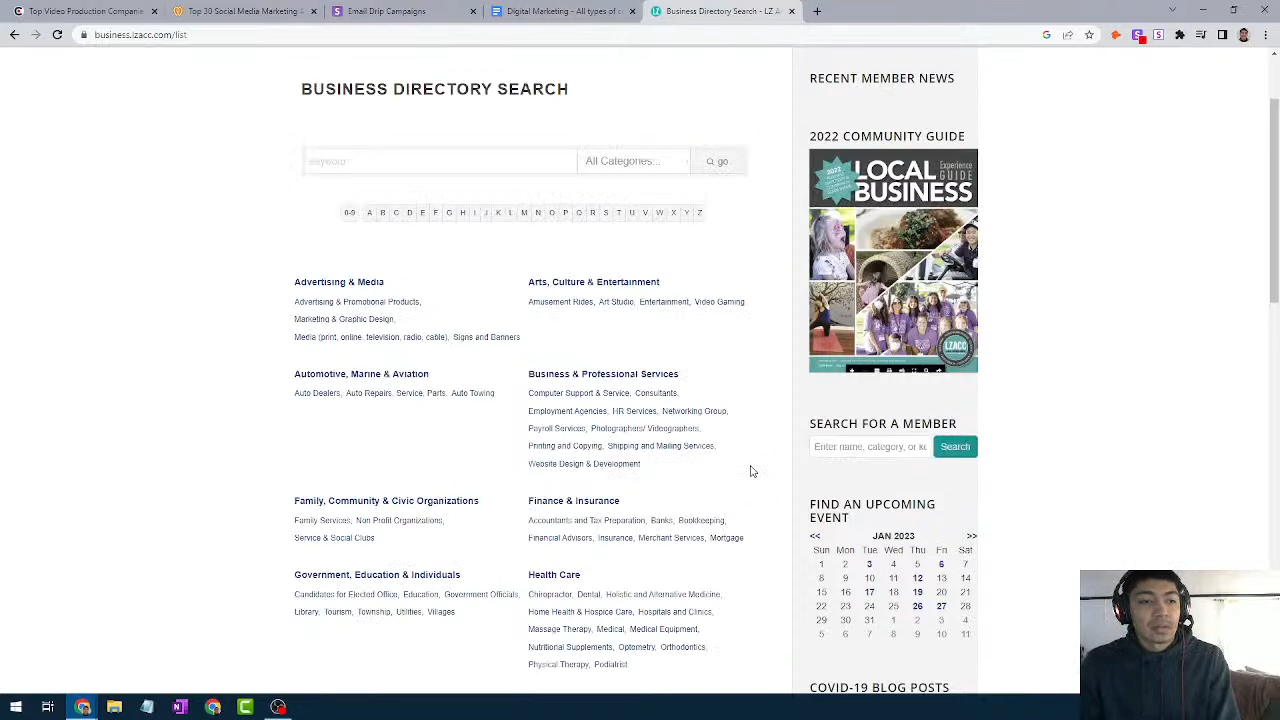 Top Video Production Companie
Top 30 Social Media Marketing A
Email Drip Campaigns
Digital Marketing - All types of c
Business Directory Search - LZ Ac
business.lzacc.com/list
BUSINESS DIRECTORY SEARCH
keyword
All Categories...
go
0-9 A B C D E F G H I J K L M N O P Q R S T U V W X Y Z
Advertising & Media
Advertising & Promotional Products,
Marketing & Graphic Design,
Media (print, online, television, radio, cable), Signs and Banners
Arts, Culture & Entertainment
Amusement Rides, Art Studio, Entertainment, Video Gaming
Automotive, Marine & Aviation
Auto Dealers, Auto Repairs, Service, Parts, Auto Towing
Business & Professional Services
Computer Support & Service, Consultants,
Employment Agencies, HR Services, Networking Group,
Payroll Services, Photographers/ Videographers,
Printing and Copying, Shipping and Mailing Services,
Website Design & Development
Family, Community & Civic Organizations
Family Services, Non Profit Organizations,
Service & Social Clubs
Finance & Insurance
Accountants and Tax Preparation, Banks, Bookkeeping,
Financial Advisors, Insurance, Merchant Services, Mortgage
Government, Education & Individuals
Candidates for Elected Office, Education, Government Officials,
Library, Tourism, Township, Utilities, Villages
Health Care
Chiropractor, Dental, Holistic and Alternative Medicine,
Home Health & Hospice Care, Hospitals and Clinics,
Massage Therapy, Medical, Medical Equipment,
Nutritional Supplements, Optometry, Orthodontics,
Physical Therapy, Podiatrist
RECENT MEMBER NEWS
2022 COMMUNITY GUIDE
2022
LOCAL
BUSINESS
Experience
GUIDE
LZACC
SEARCH FOR A MEMBER
Enter name, category, or ke
Search
FIND AN UPCOMING
EVENT
<< JAN 2023 >>
Sun Mon Tue Wed Thu Fri Sat
1 2 3 4 5 6 7
8 9 10 11 12 13 14
15 16 17 18 19 20 21
22 23 24 25 26 27 28
29 30 31 1 2 3 4
5 6 7 8 9 10 11
COVID-19 BLOG POSTS